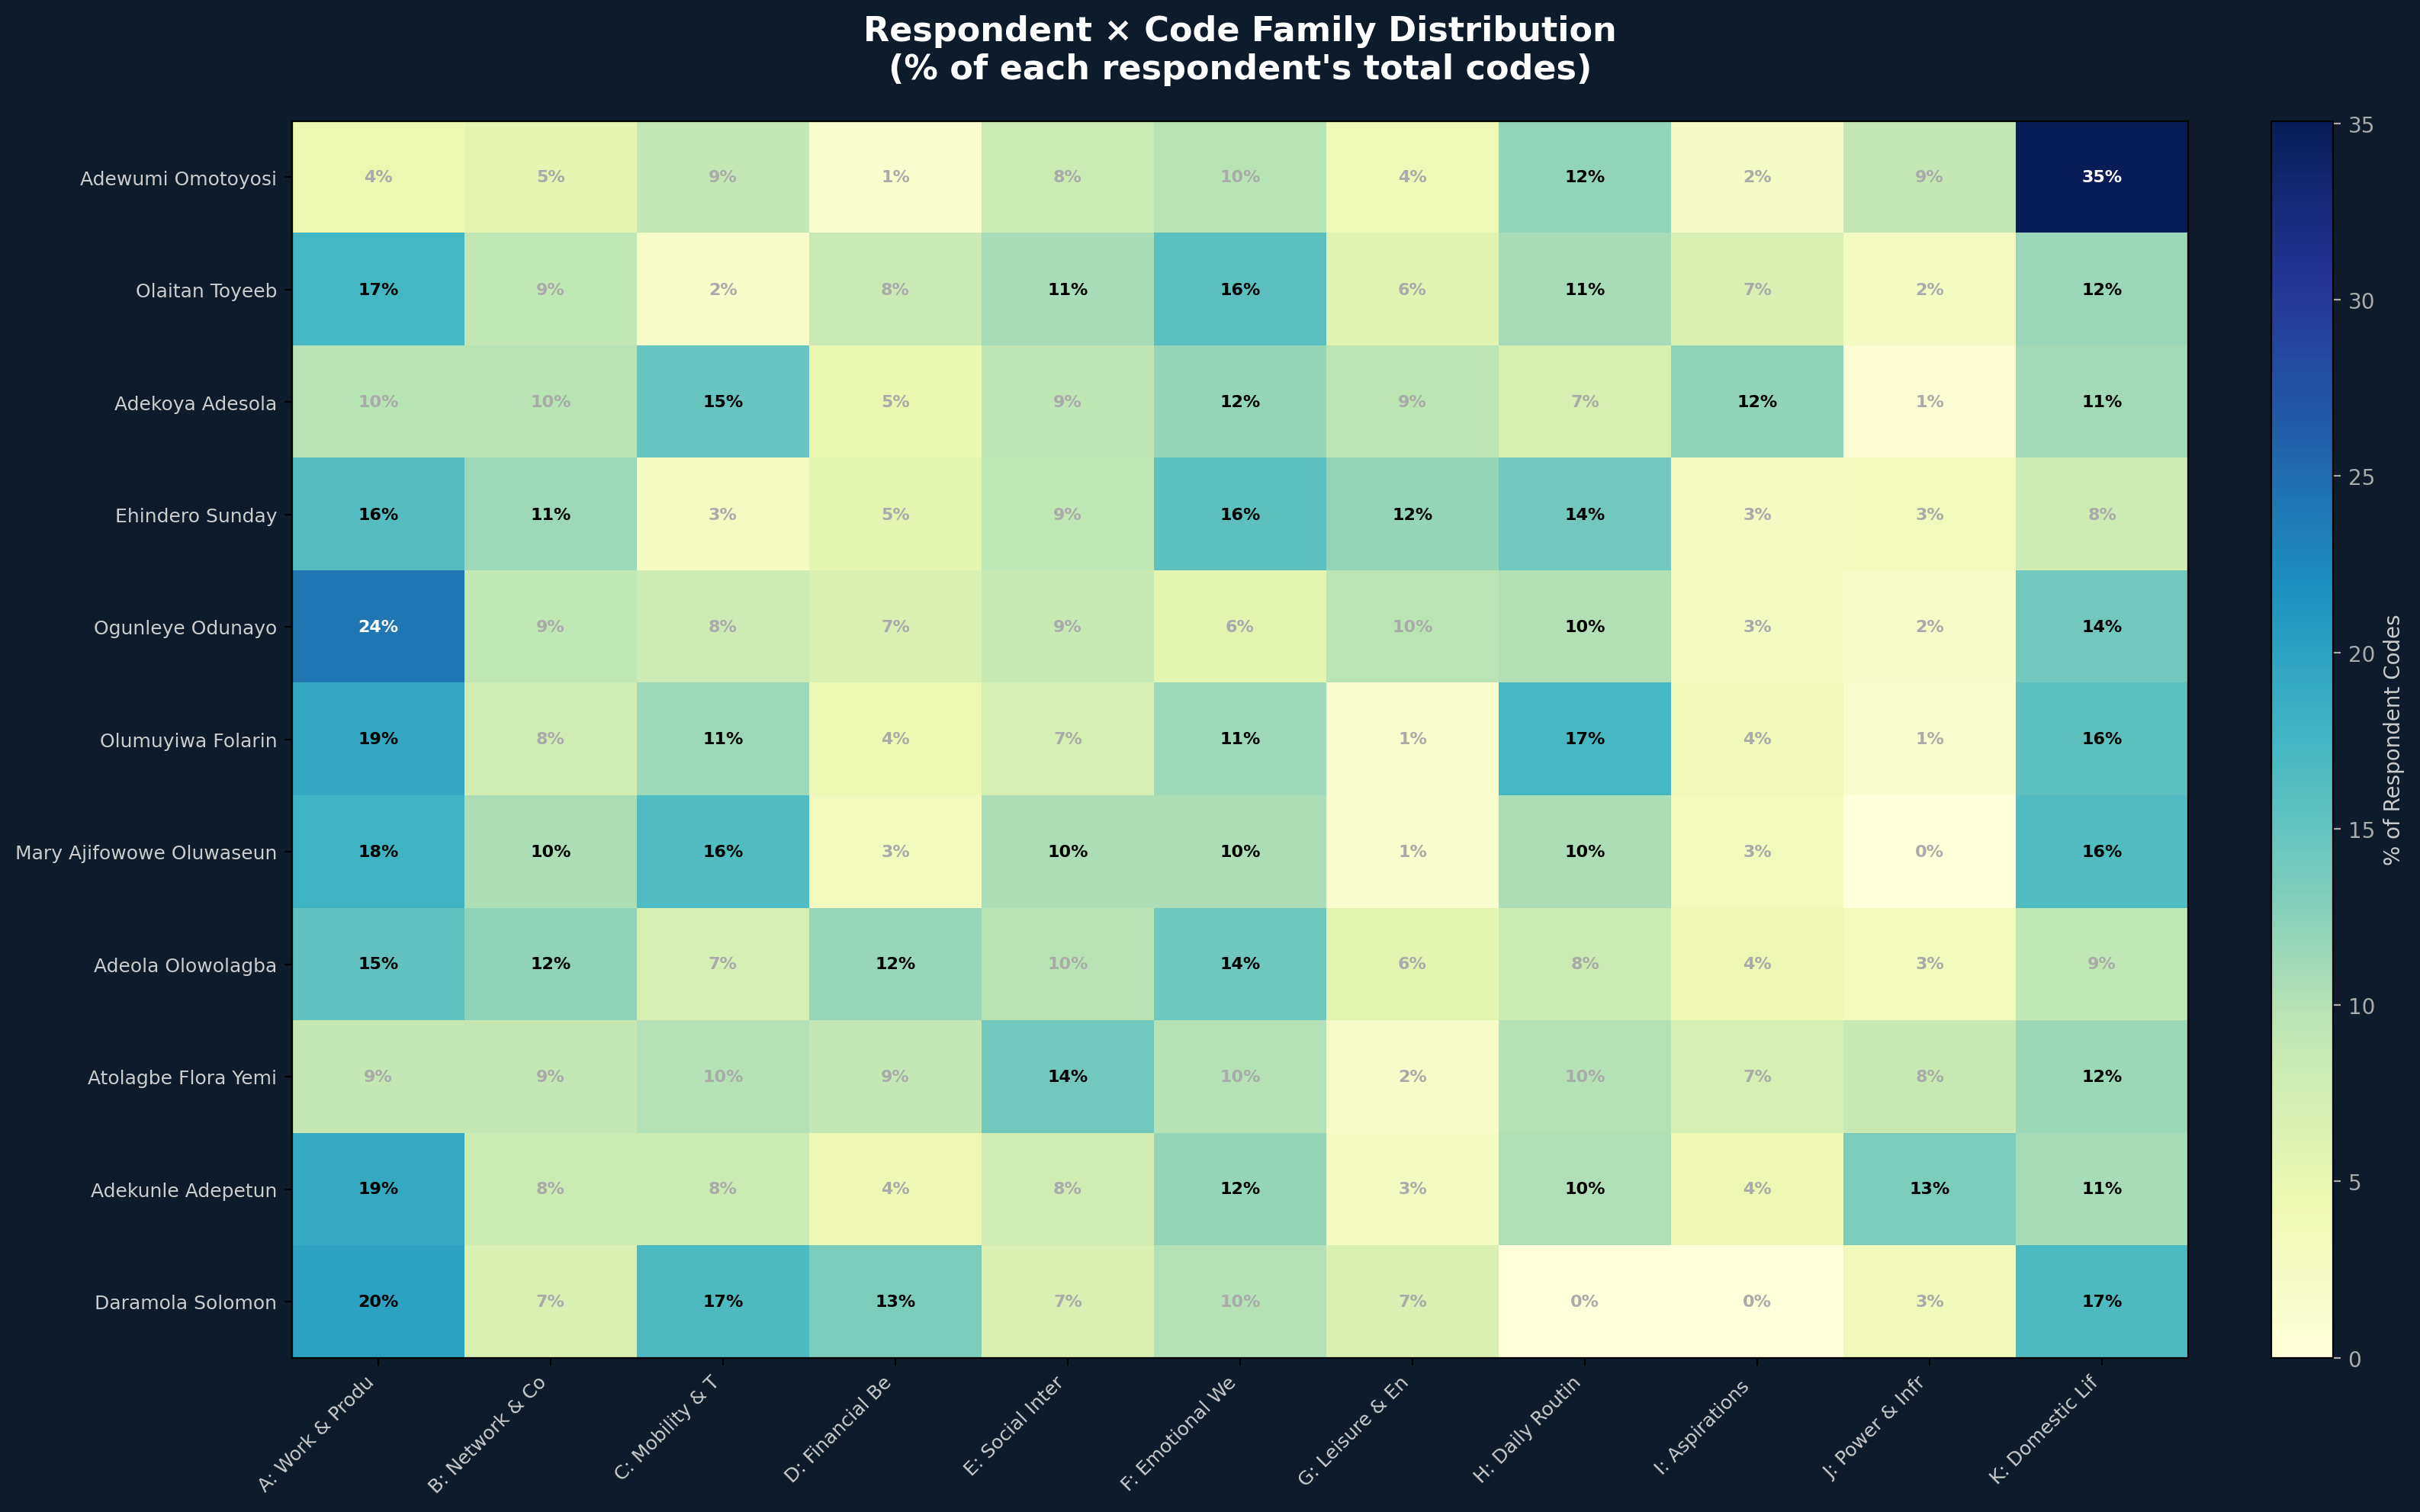 Respondent × Code Family Distribution
(% of each respondent's total codes)
Adewumi Omotoyosi 4% 5% 9% 1% 8% 10% 4% 12% 2% 9% 35%
Olaitan Toyeeb 17% 9% 2% 8% 11% 16% 6% 11% 7% 2% 12%
Adekoya Adesola 10% 10% 15% 5% 9% 12% 9% 7% 12% 1% 11%
Ehindero Sunday 16% 11% 3% 5% 9% 16% 12% 14% 3% 3% 8%
Ogunleye Odunayo 24% 9% 8% 7% 9% 6% 10% 10% 3% 2% 14%
Olumuyiwa Folarin 19% 8% 11% 4% 7% 11% 1% 17% 4% 1% 16%
Mary Ajifowowe Oluwaseun 18% 10% 16% 3% 10% 10% 1% 10% 3% 0% 16%
Adeola Olowolagba 15% 12% 7% 12% 10% 14% 6% 8% 4% 3% 9%
Atolagbe Flora Yemi 9% 9% 10% 9% 14% 10% 2% 10% 7% 8% 12%
Adekunle Adepetun 19% 8% 8% 4% 8% 12% 3% 10% 4% 13% 11%
Daramola Solomon 20% 7% 17% 13% 7% 10% 7% 0% 0% 3% 17%
A: Work & Produ
B: Network & Co
C: Mobility & T
D: Financial Be
E: Social Inter
F: Emotional We
G: Leisure & En
H: Daily Routin
I: Aspirations
J: Power & Infr
K: Domestic Lif
35
30
25
20
15
10
5
0
% of Respondent Codes